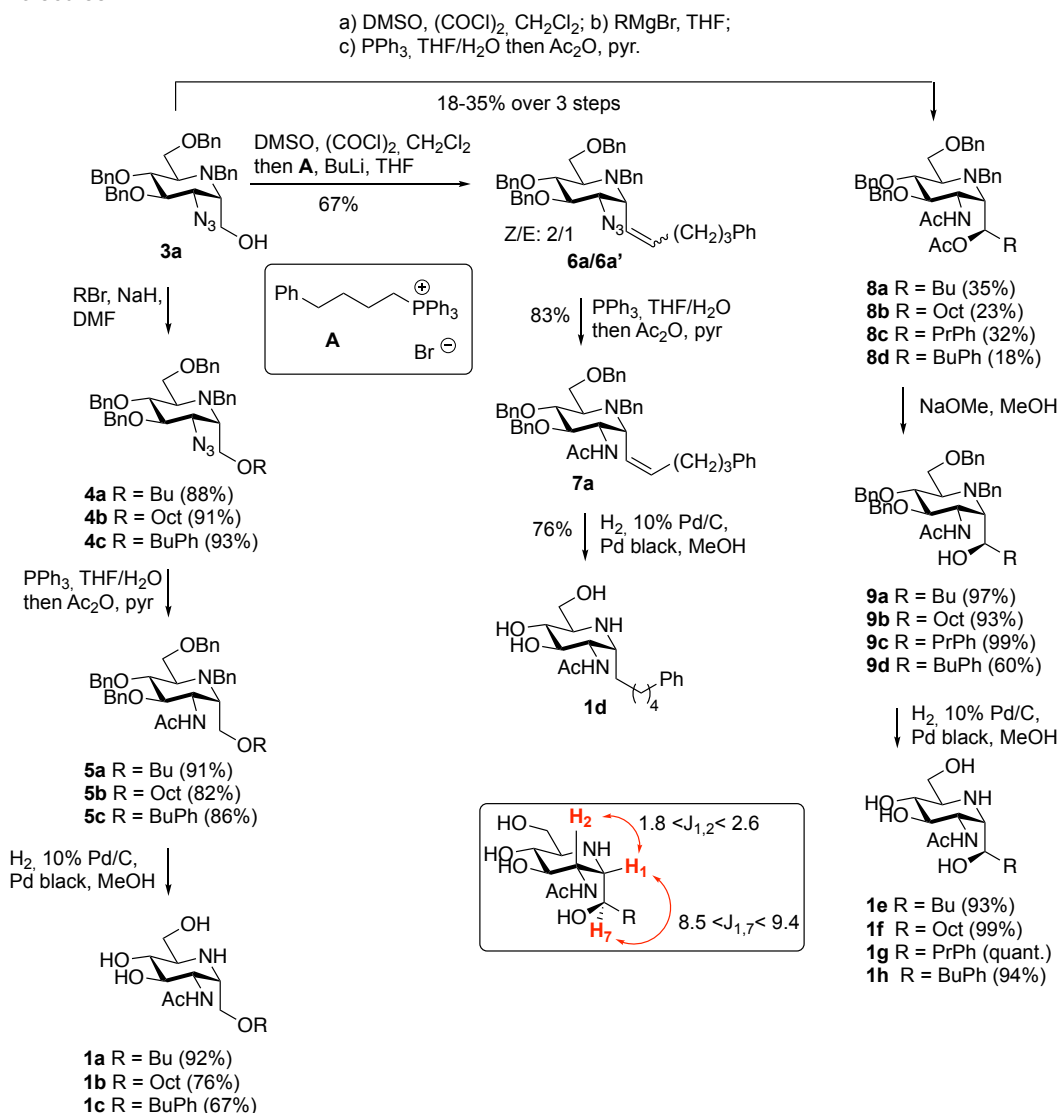 a) DMSO, (COCl)2, CH2Cl2; b) RMgBr, THF;
c) PPh3, THF/H2O then Ac2O, pyr.
18-35% over 3 steps
OBn
BnO
BnO
NBn
N3
OH
3a
DMSO, (COCl)2, CH2Cl2
then A, BuLi, THF
67%
OBn
BnO
BnO
NBn
N3
(CH2)3Ph
Z/E: 2/1
6a/6a'
OBn
BnO
BnO
NBn
AcHN
AcO
R
8a R = Bu (35%)
8b R = Oct (23%)
8c R = PrPh (32%)
8d R = BuPh (18%)
RBr, NaH,
DMF
Ph
PPh3
+
A
Br
83%
PPh3, THF/H2O
then Ac2O, pyr
NaOMe, MeOH
OBn
BnO
BnO
NBn
N3
OR
4a R = Bu (88%)
4b R = Oct (91%)
4c R = BuPh (93%)
OBn
BnO
BnO
NBn
AcHN
(CH2)3Ph
7a
OBn
BnO
BnO
NBn
AcHN
HO
R
9a R = Bu (97%)
9b R = Oct (93%)
9c R = PrPh (99%)
9d R = BuPh (60%)
PPh3, THF/H2O
then Ac2O, pyr
76%
H2, 10% Pd/C,
Pd black, MeOH
OBn
BnO
BnO
NBn
AcHN
OR
5a R = Bu (91%)
5b R = Oct (82%)
5c R = BuPh (86%)
OH
HO
HO
NH
AcHN
Ph
4
1d
H2, 10% Pd/C,
Pd black, MeOH
H2, 10% Pd/C,
Pd black, MeOH
HO
HO
HO
H2
NH
H1
AcHN
HO
R
H7
1.8 <J1,2< 2.6
8.5 <J1,7< 9.4
OH
HO
HO
NH
AcHN
HO
R
1e R = Bu (93%)
1f R = Oct (99%)
1g R = PrPh (quant.)
1h R = BuPh (94%)
OH
HO
HO
NH
AcHN
OR
1a R = Bu (92%)
1b R = Oct (76%)
1c R = BuPh (67%)